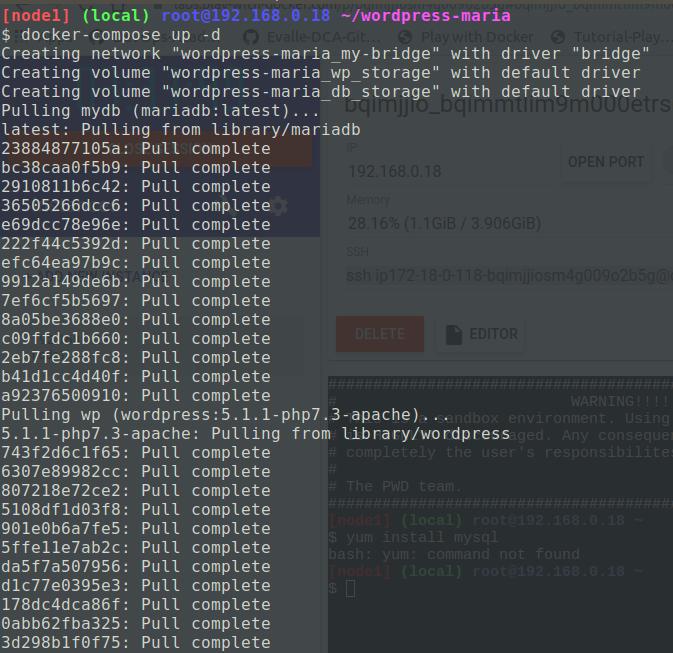 [node1] (local) root@192.168.0.18 ~/wordpress-maria
$ docker-compose up -d
Creating network "wordpress-maria_my-bridge" with driver "bridge"
Creating volume "wordpress-maria_wp_storage" with default driver
Creating volume "wordpress-maria_db_storage" with default driver
Pulling mydb (mariadb:latest)...
latest: Pulling from library/mariadb
23884877105a: Pull complete
bc38caa0f5b9: Pull complete
2910811b6c42: Pull complete
36505266dcc6: Pull complete
e69dcc78e96e: Pull complete
222f44c5392d: Pull complete
efc64ea97b9c: Pull complete
9912a149de6b: Pull complete
7ef6cf5b5697: Pull complete
8a05be3688e0: Pull complete
c09ffdc1b660: Pull complete
2eb7fe288fc8: Pull complete
b41d1cc4d40f: Pull complete
a92376500910: Pull complete
Pulling wp (wordpress:5.1.1-php7.3-apache)...
5.1.1-php7.3-apache: Pulling from library/wordpress
743f2d6c1f65: Pull complete
6307e89982cc: Pull complete
807218e72ce2: Pull complete
5108df1d03f8: Pull complete
901e0b6a7fe5: Pull complete
5ffe11e7ab2c: Pull complete
da5f7a507956: Pull complete
d1c77e0395e3: Pull complete
178dc4dca86f: Pull complete
0abb62fba325: Pull complete
3d298b1f0f75: Pull complete
Evalle-DCA-Git...
Play with Docker
Tutorial-Play...
bqimjjio_bqimmtlim9m000etrs
IP
192.168.0.18
OPEN PORT
Memory
28.16% (1.1GiB / 3.906GiB)
SSH
ssh ip172-18-0-118-bqimjjiosm4g009o2b5g@
DELETE
EDITOR
WARNING!!!!
sandbox environment. Using
Any consequen
# completely the user's responsibilites
#
# The PWD team.
[node1] (local) root@192.168.0.18 ~
$ yum install mysql
bash: yum: command not found
[node1] (local) root@192.168.0.18 ~
$